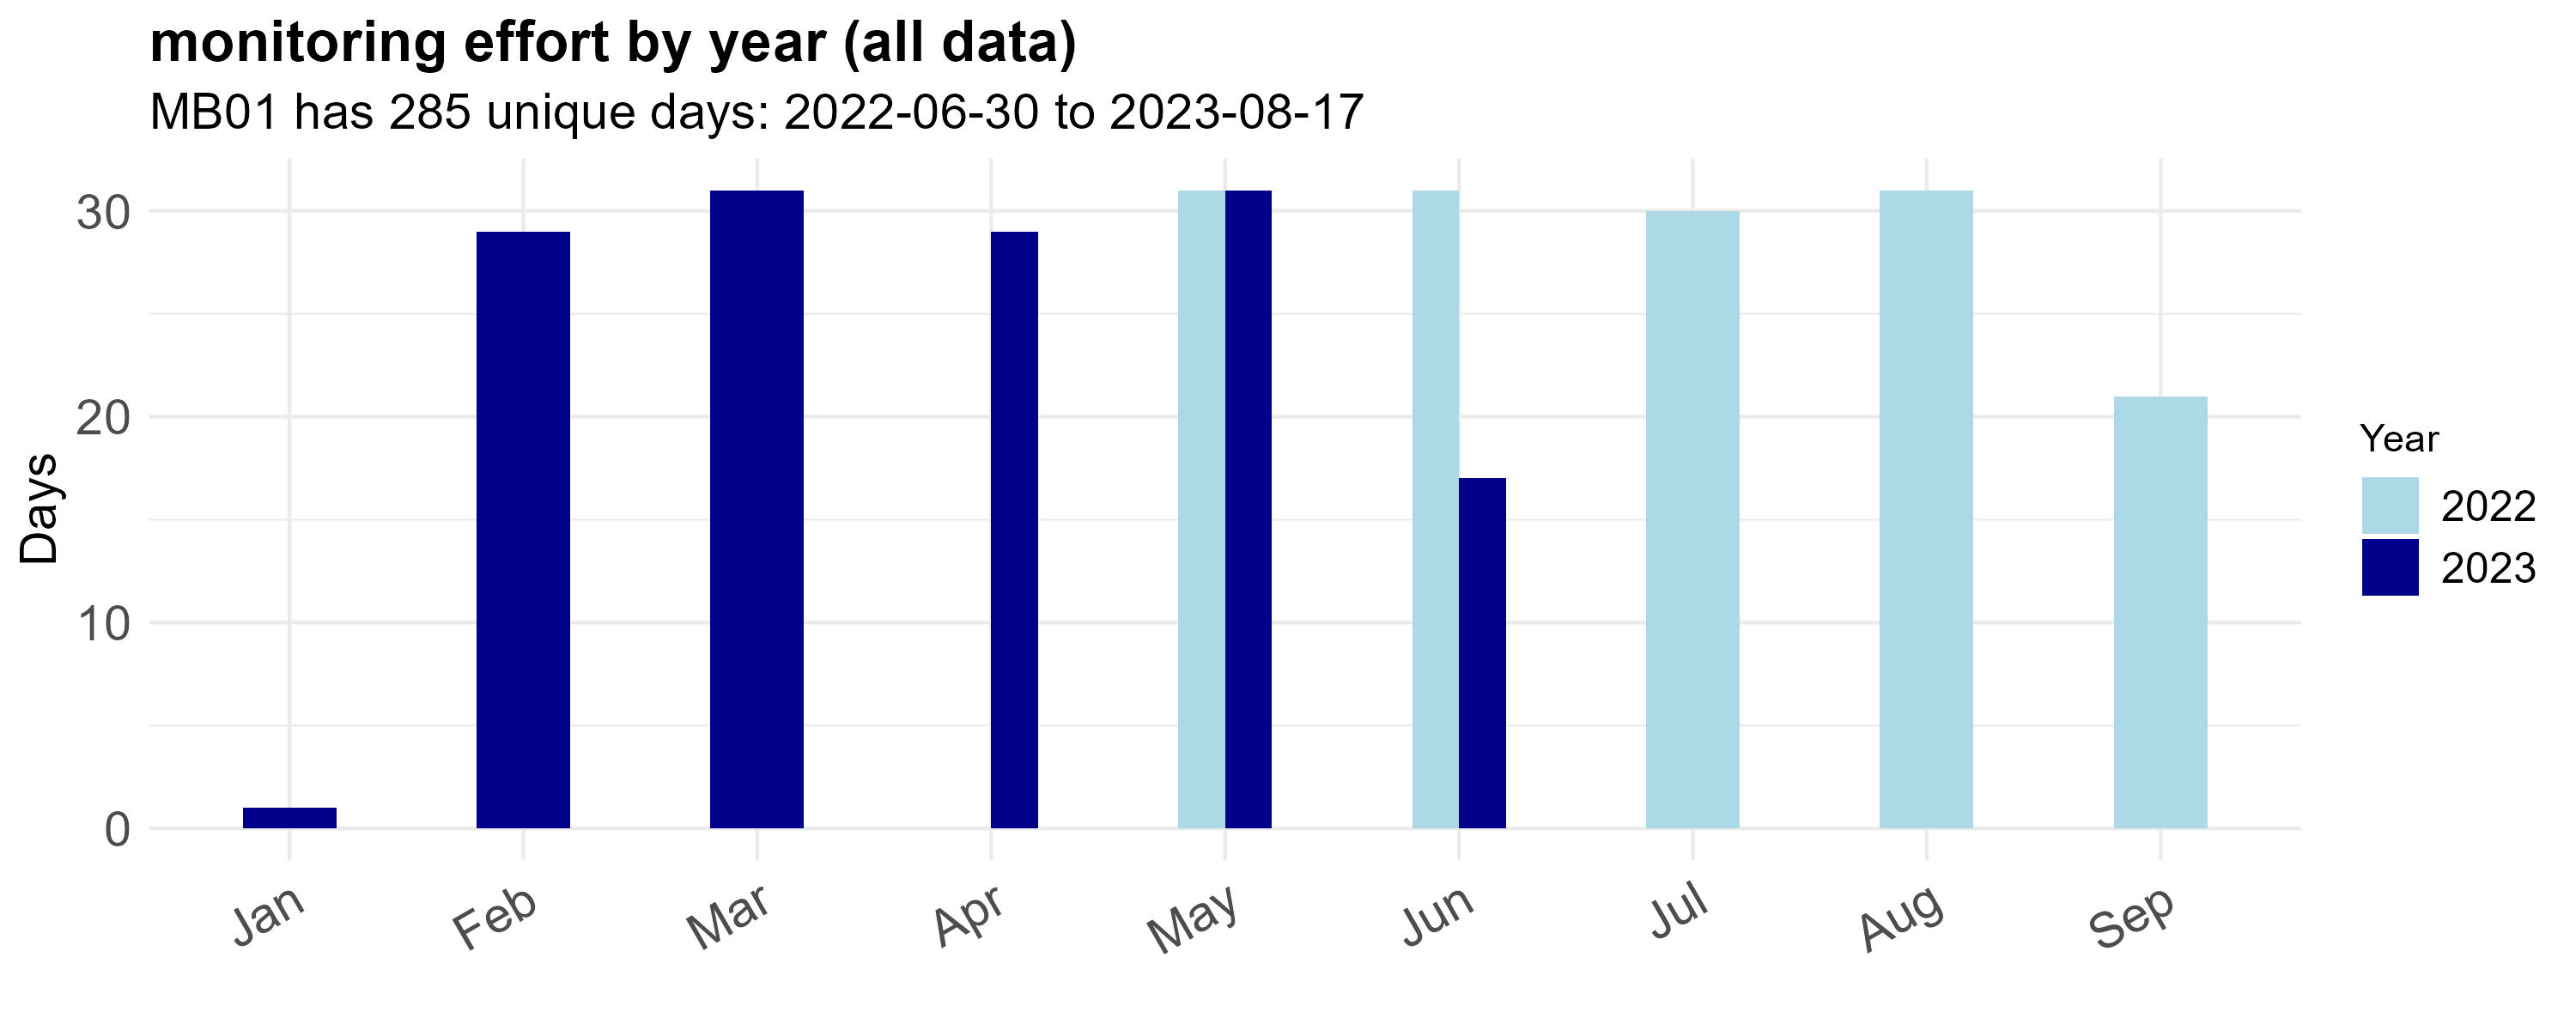 monitoring effort by year (all data)
MB01 has 285 unique days: 2022-06-30 to 2023-08-17
30
20
10
0
Days
Jan
Feb
Mar
Apr
May
Jun
Jul
Aug
Sep
Year
2022
2023